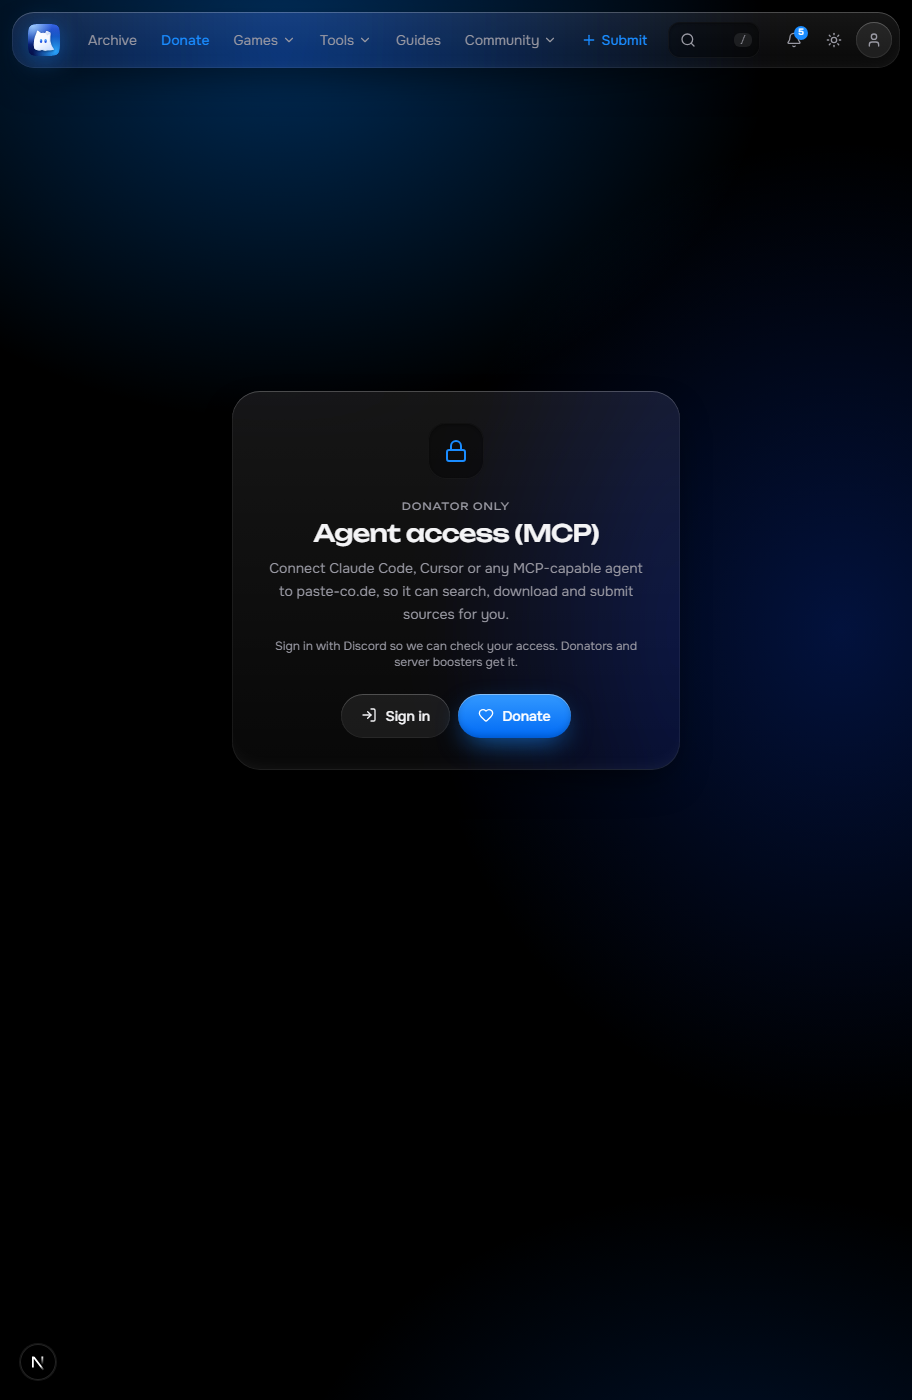 Archive
Donate
Games
Tools
Guides
Community
Submit
/
5
DONATOR ONLY
Agent access (MCP)
Connect Claude Code, Cursor or any MCP-capable agent
to paste-co.de, so it can search, download and submit
sources for you.
Sign in with Discord so we can check your access. Donators and
server boosters get it.
Sign in
Donate
N